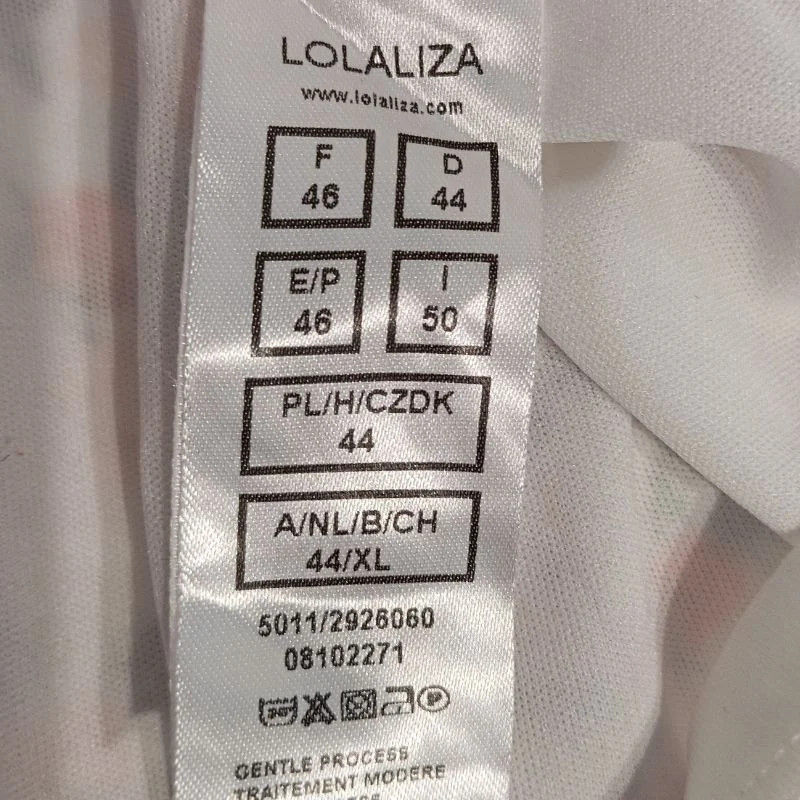 LOLALIZA
www.lolaliza.com
F D
46 44
E/P I
46 50
PL/H/CZDK
44
A/NL/B/CH
44/XL
5011/2926060
08102271
P
GENTLE PROCESS
TRAITEMENT MODERE